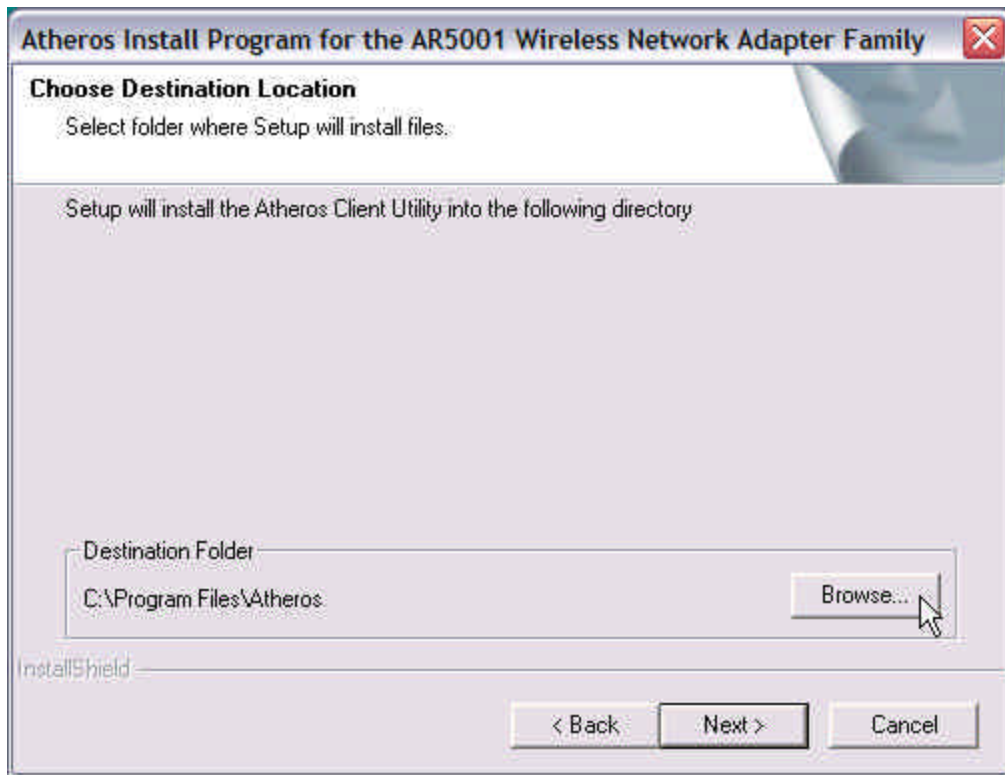 Atheros Install Program for the AR5001 Wireless Network Adapter Family
Choose Destination Location
Select folder where Setup will install files.
Setup will install the Atheros Client Utility into the following directory
Destination Folder
C:\Program Files\Atheros
Browse...
InstallShield
< Back
Next >
Cancel